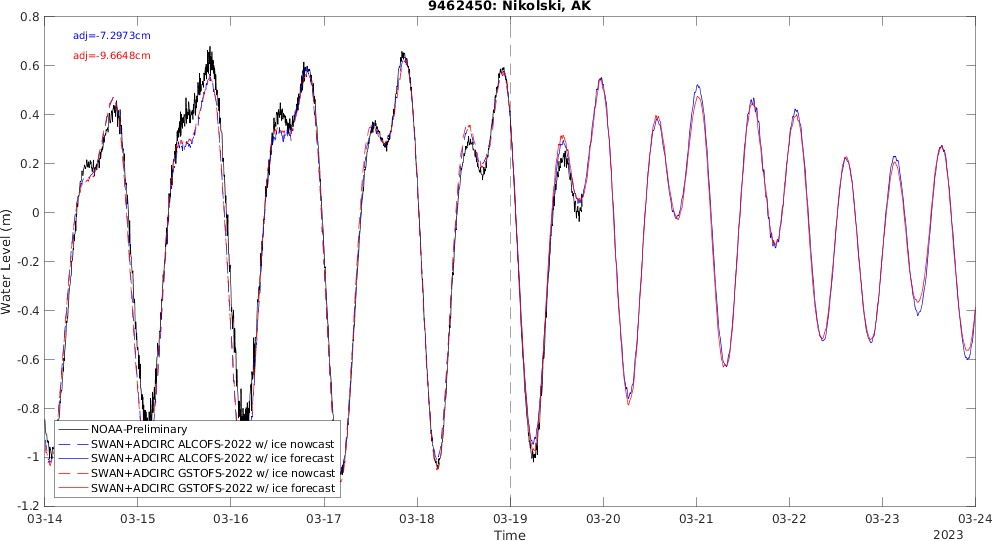 9462450: Nikolski, AK
adj=-7.2973cm
adj=-9.6648cm
Water Level (m)
0.8
0.6
0.4
0.2
0
-0.2
-0.4
-0.6
-0.8
-1
-1.2
NOAA-Preliminary
SWAN+ADCIRC ALCOFS-2022 w/ ice nowcast
SWAN+ADCIRC ALCOFS-2022 w/ ice forecast
SWAN+ADCIRC GSTOFS-2022 w/ ice nowcast
SWAN+ADCIRC GSTOFS-2022 w/ ice forecast
03-14 03-15 03-16 03-17 03-18 03-19 03-20 03-21 03-22 03-23 03-24
Time
2023